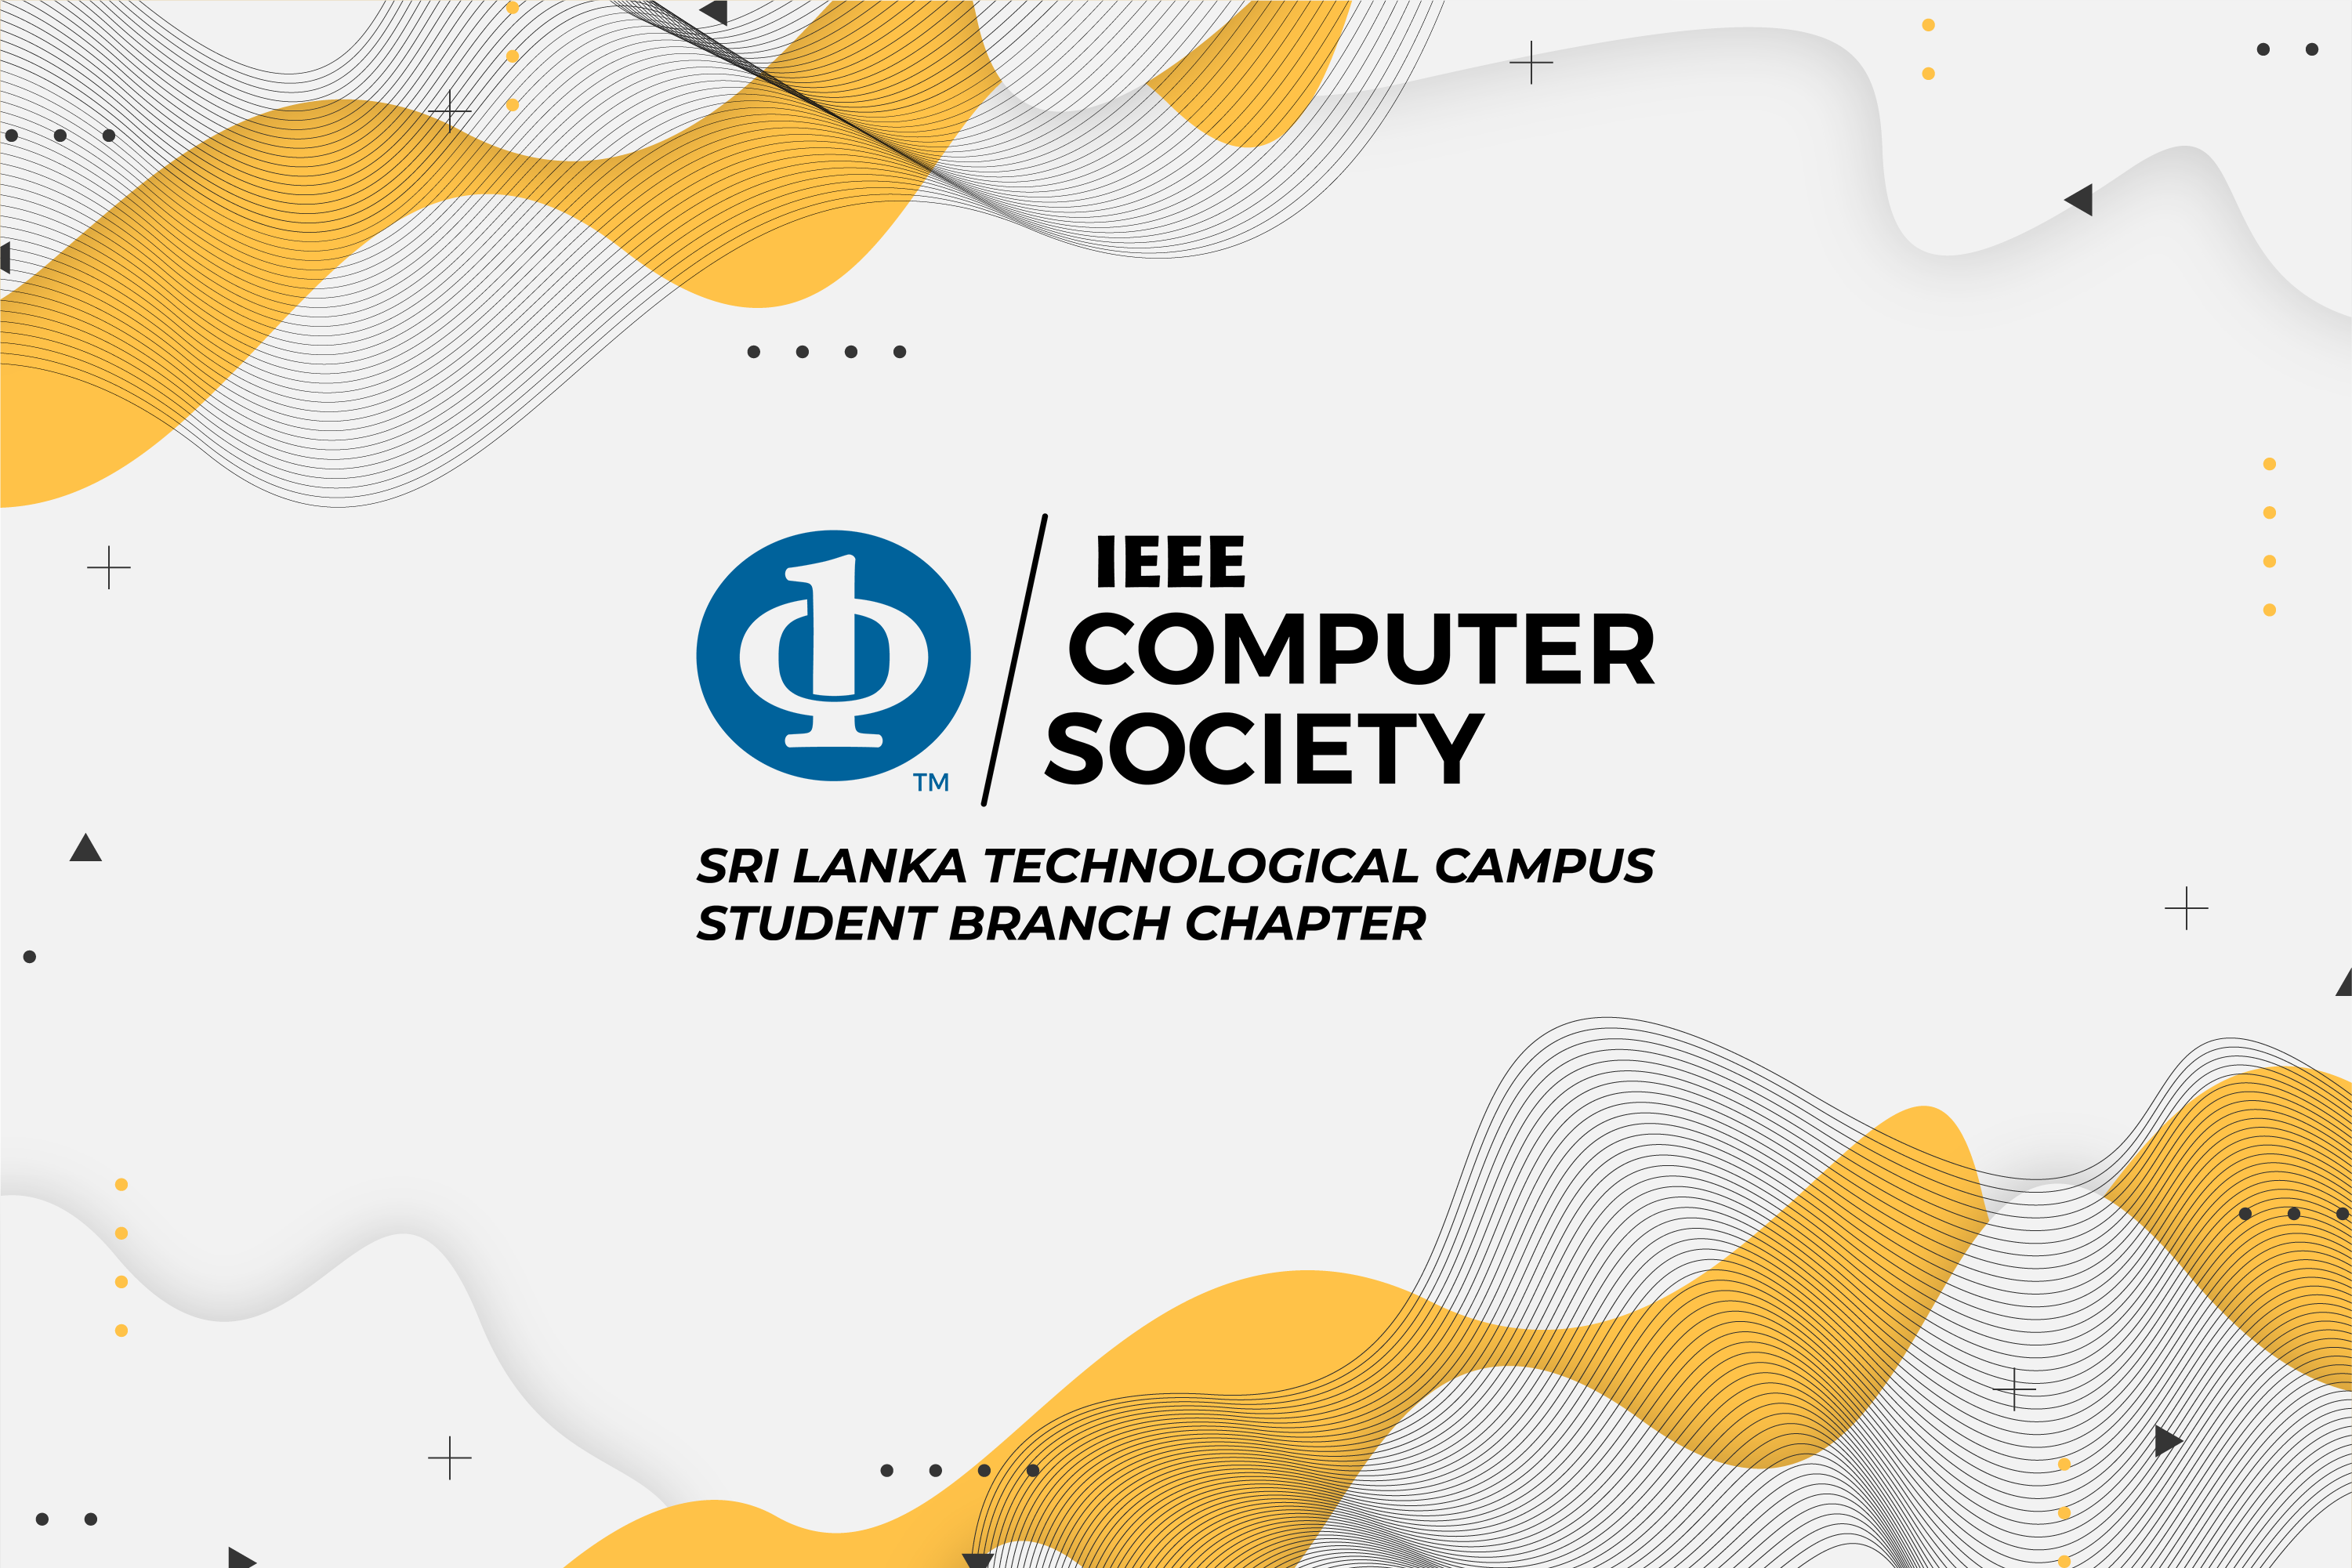 IEEE
COMPUTER
SOCIETY
TM
SRI LANKA TECHNOLOGICAL CAMPUS
STUDENT BRANCH CHAPTER